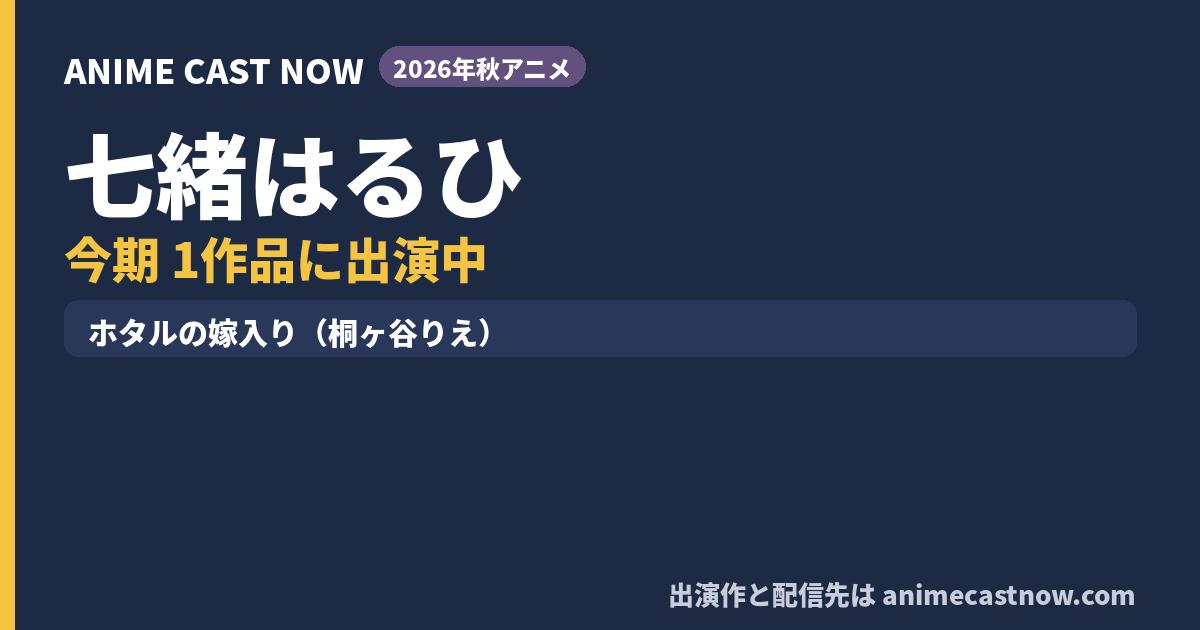 ANIME CAST NOW 2026年秋アニメ
七緒はるひ
今期 1作品に出演中
ホタルの嫁入り（桐ヶ谷りえ）
出演作と配信先は animecastnow.com